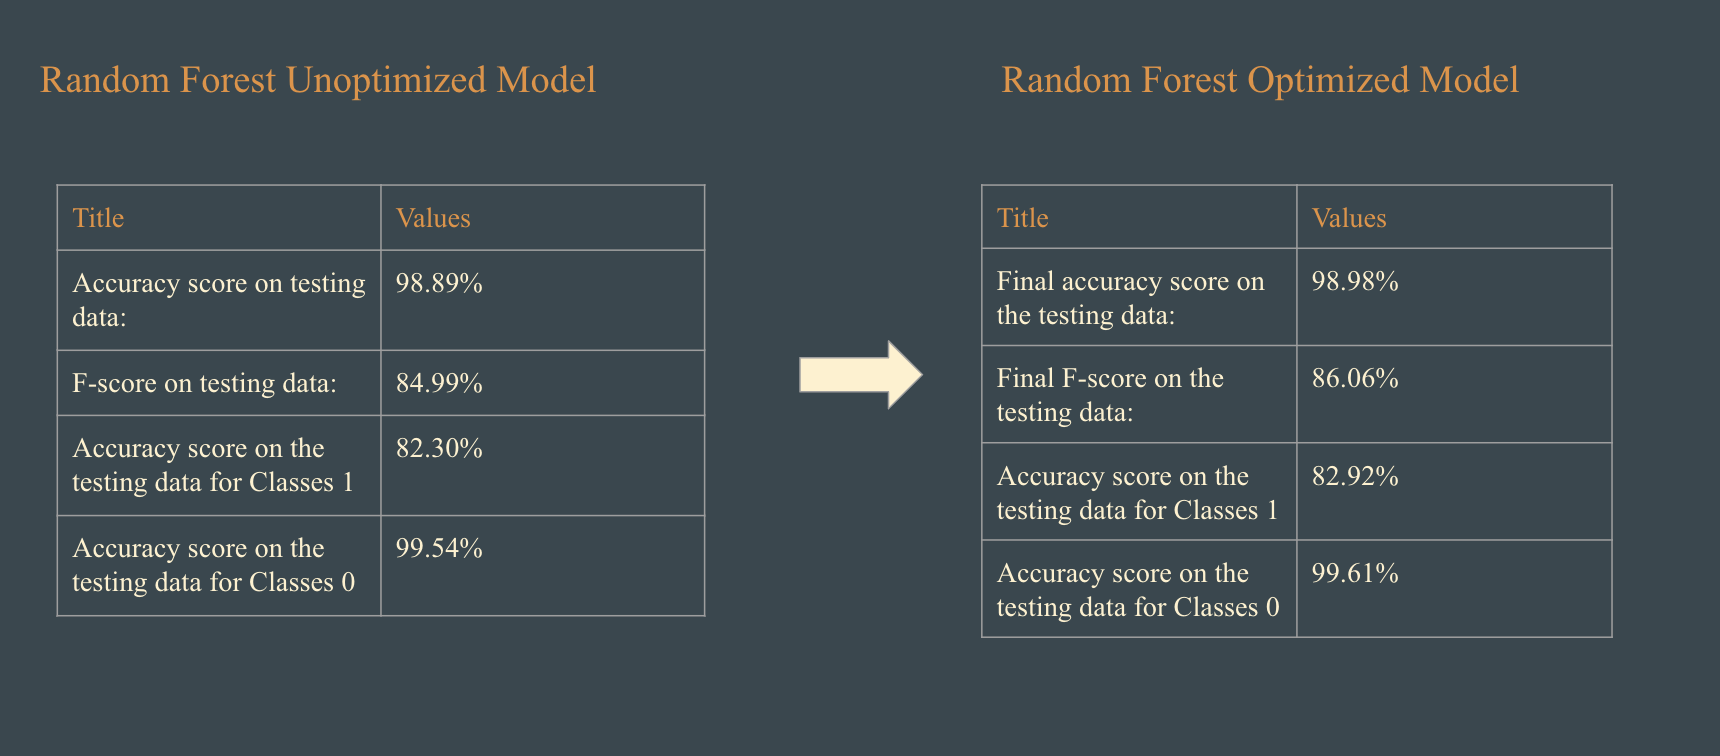 Random Forest Unoptimized Model
Title
Values
Accuracy score on testing
data:
98.89%
F-score on testing data:
84.99%
Accuracy score on the
testing data for Classes 1
82.30%
Accuracy score on the
testing data for Classes 0
99.54%
Random Forest Optimized Model
Title
Values
Final accuracy score on
the testing data:
98.98%
Final F-score on the
testing data:
86.06%
Accuracy score on the
testing data for Classes 1
82.92%
Accuracy score on the
testing data for Classes 0
99.61%